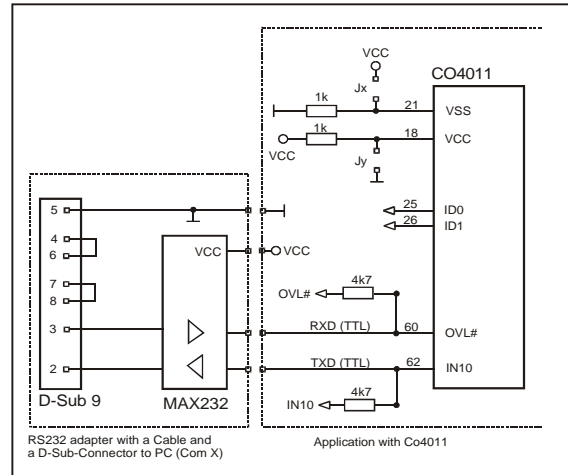 VCC
CO4011
Jx
1k
21
VSS
1k
18
VCC
VCC
Jy
5
25
ID0
26
ID1
4
6
VCC
VCC
7
8
4k7
OVL#
3
RXD (TTL)
60
OVL#
2
TXD (TTL)
62
IN10
4k7
IN10
D-Sub 9
MAX232
RS232 adapter with a Cable and
a D-Sub-Connector to PC (Com X)
Application with Co4011